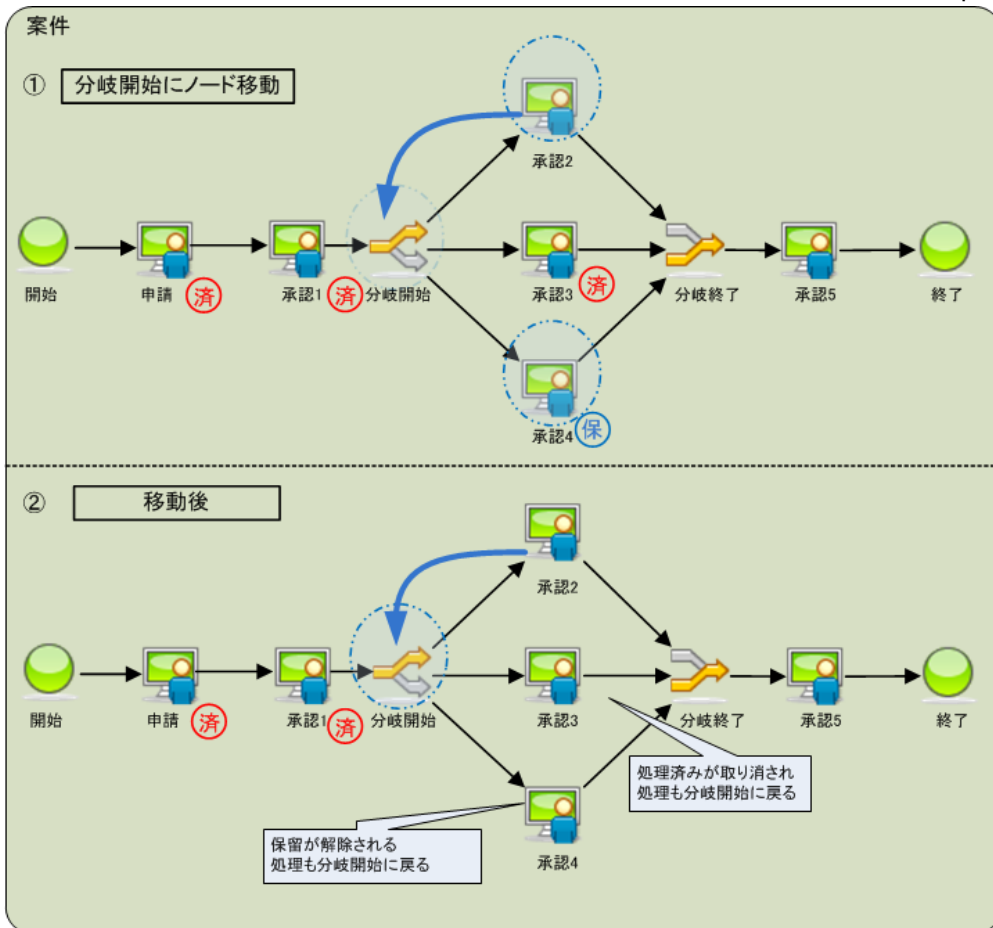 案件
① 分岐開始にノード移動
承認2
開始
申請
済
承認1
済
分岐開始
承認3
済
分岐終了
承認5
終了
承認4
保
② 移動後
承認2
開始
申請
済
承認1
済
分岐開始
承認3
分岐終了
承認5
終了
処理済みが取り消され
処理も分岐開始に戻る
保留が解除される
処理も分岐開始に戻る
承認4